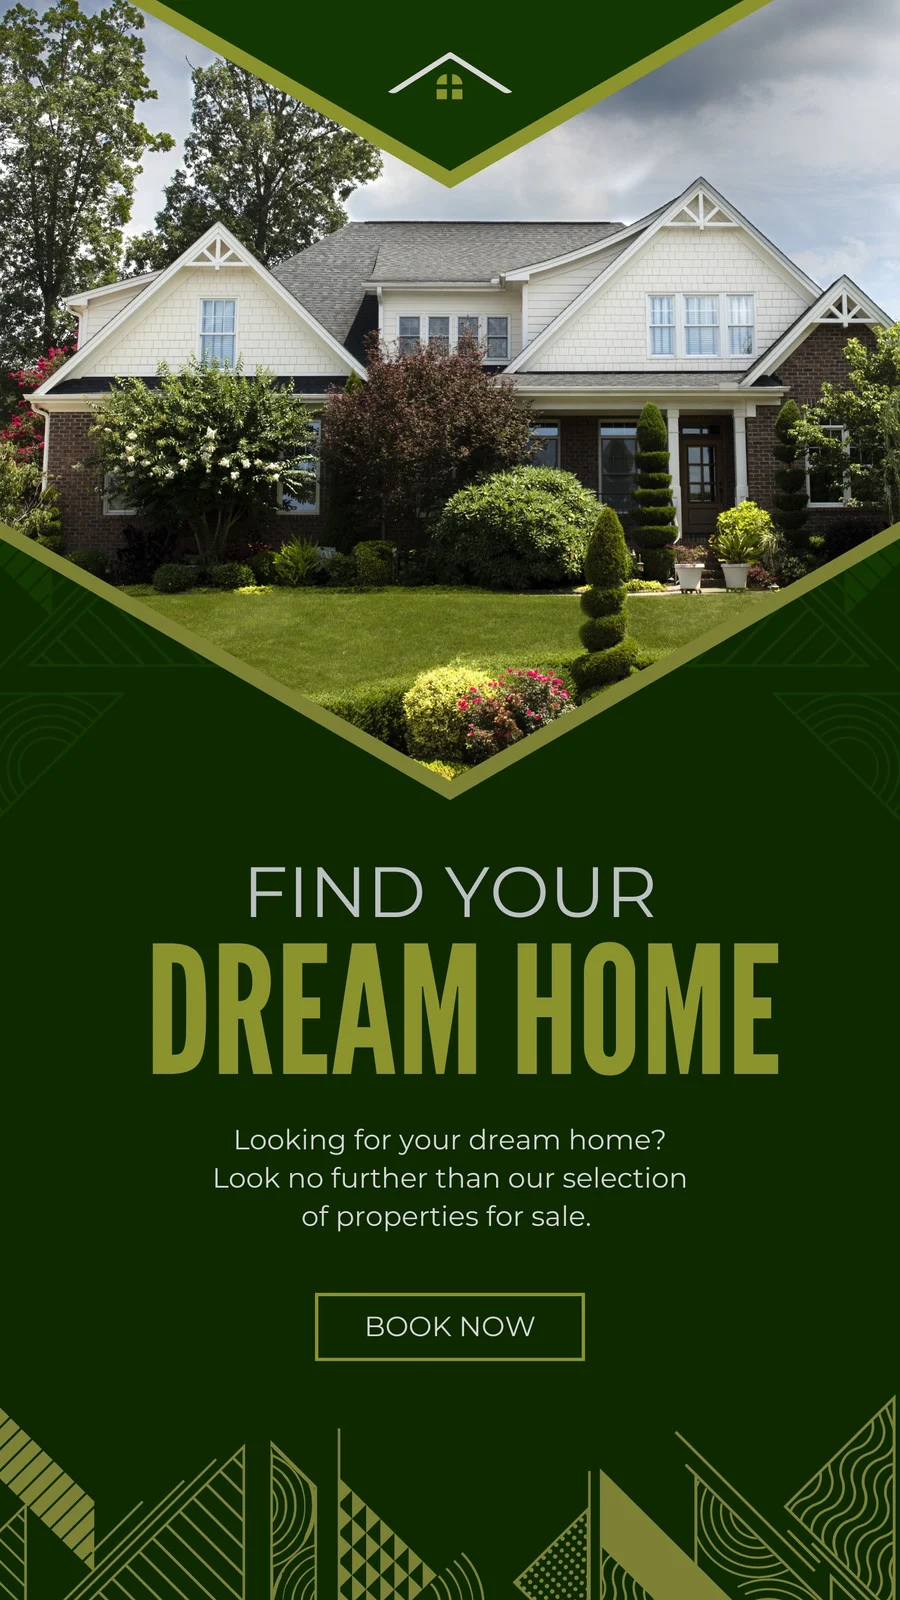 FIND YOUR
DREAM HOME
Looking for your dream home?
Look no further than our selection
of properties for sale.
BOOK NOW